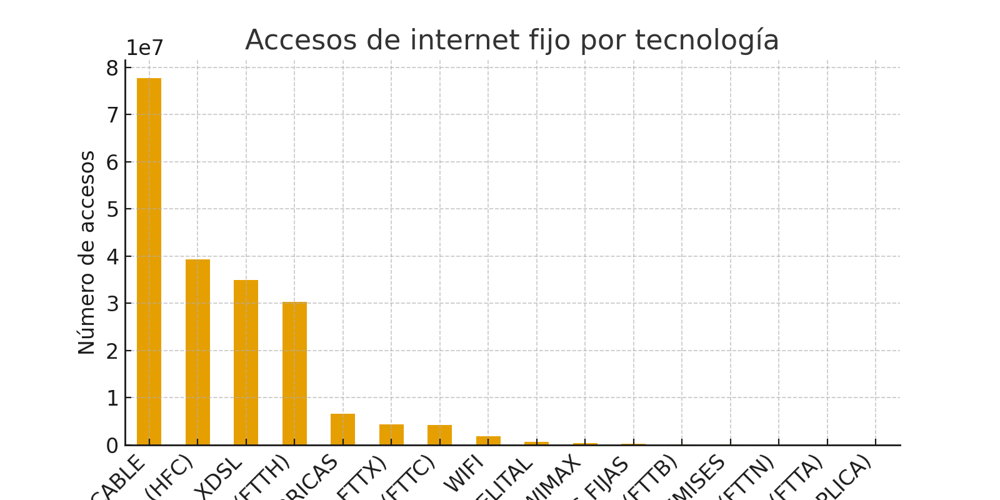 Accesos de internet fijo por tecnología
1e7
Número de accesos
8
7
6
5
4
3
2
1
0
CABLE
(HFC)
XDSL
(FTTH)
FTTX)
(FTTC)
WIFI
WIMAX
FIJAS
(FTTB)
(FTTN)
(FTTA)